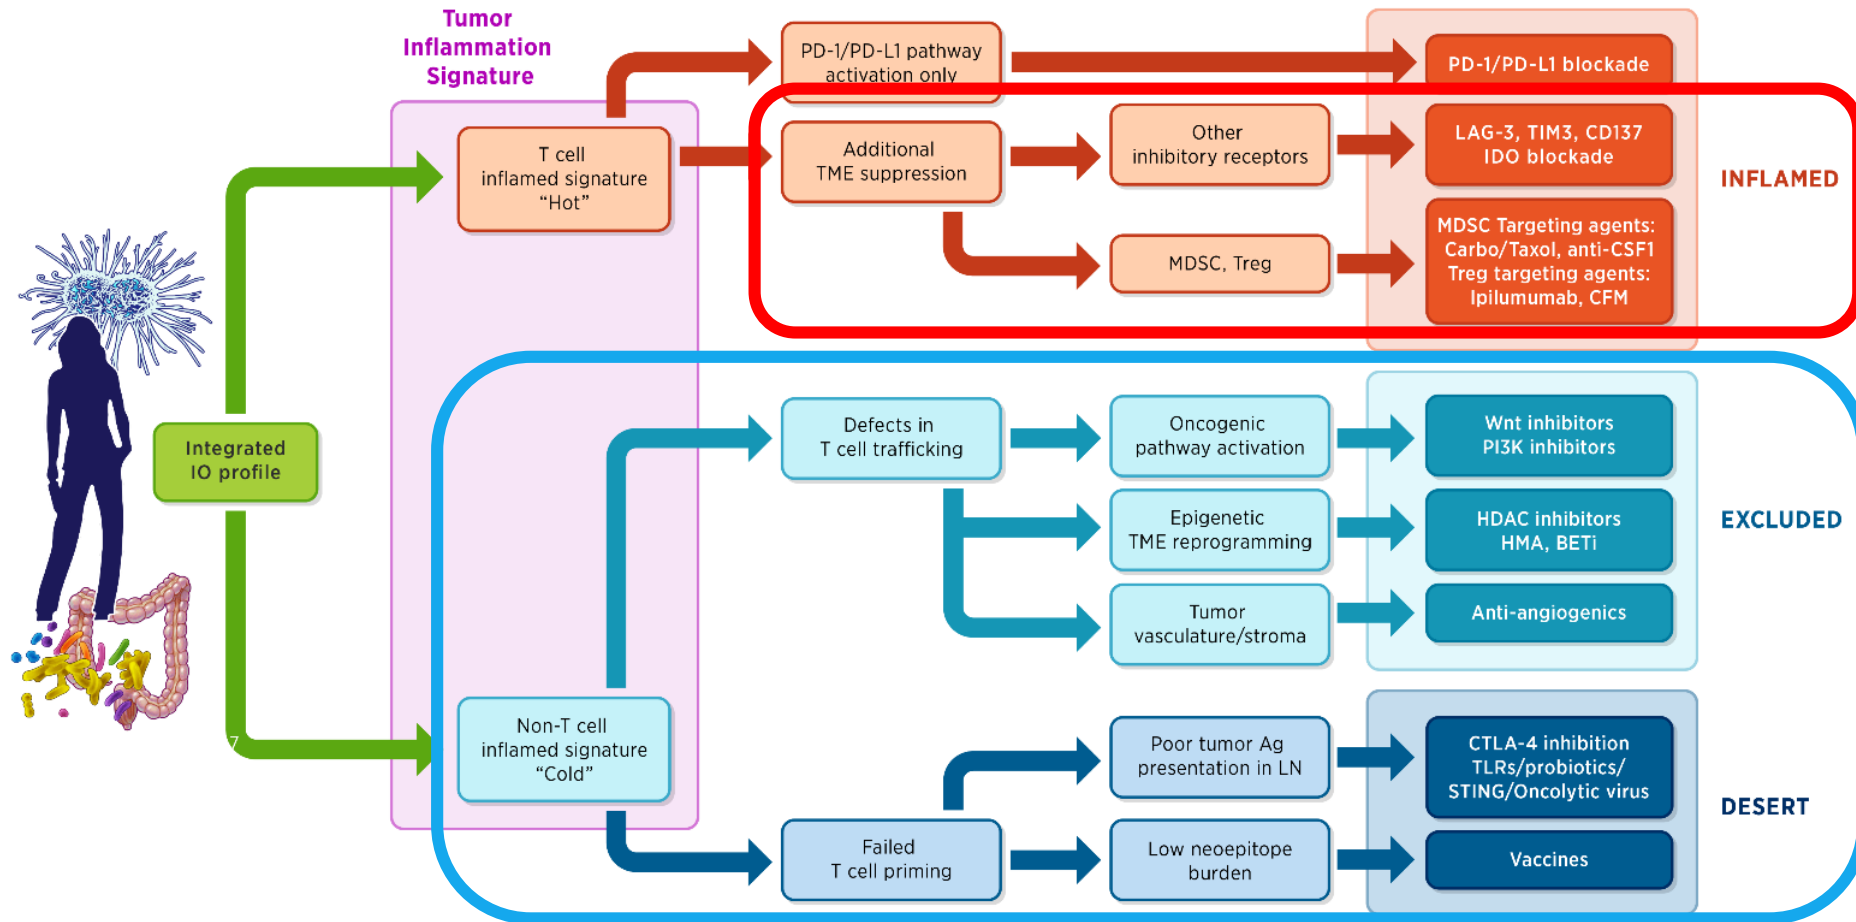 Tumor
Inflammation
Signature
PD-1/PD-L1 pathway
activation only
PD-1/PD-L1 blockade
T cell
inflamed signature
“Hot”
Additional
TME suppression
Other
inhibitory receptors
LAG-3, TIM3, CD137
IDO blockade
INFLAMED
MDSC, Treg
MDSC Targeting agents:
Carbo/Taxol, anti-CSF1
Treg targeting agents:
Ipilumumab, CFM
Integrated
IO profile
Defects in
T cell trafficking
Oncogenic
pathway activation
Wnt inhibitors
PI3K inhibitors
Epigenetic
TME reprogramming
HDAC inhibitors
HMA, BETi
EXCLUDED
Tumor
vasculature/stroma
Anti-angiogenics
7
Non-T cell
inflamed signature
“Cold”
Poor tumor Ag
presentation in LN
CTLA-4 inhibition
TLRs/probiotics/
STING/Oncolytic virus
DESERT
Failed
T cell priming
Low neoepitope
burden
Vaccines